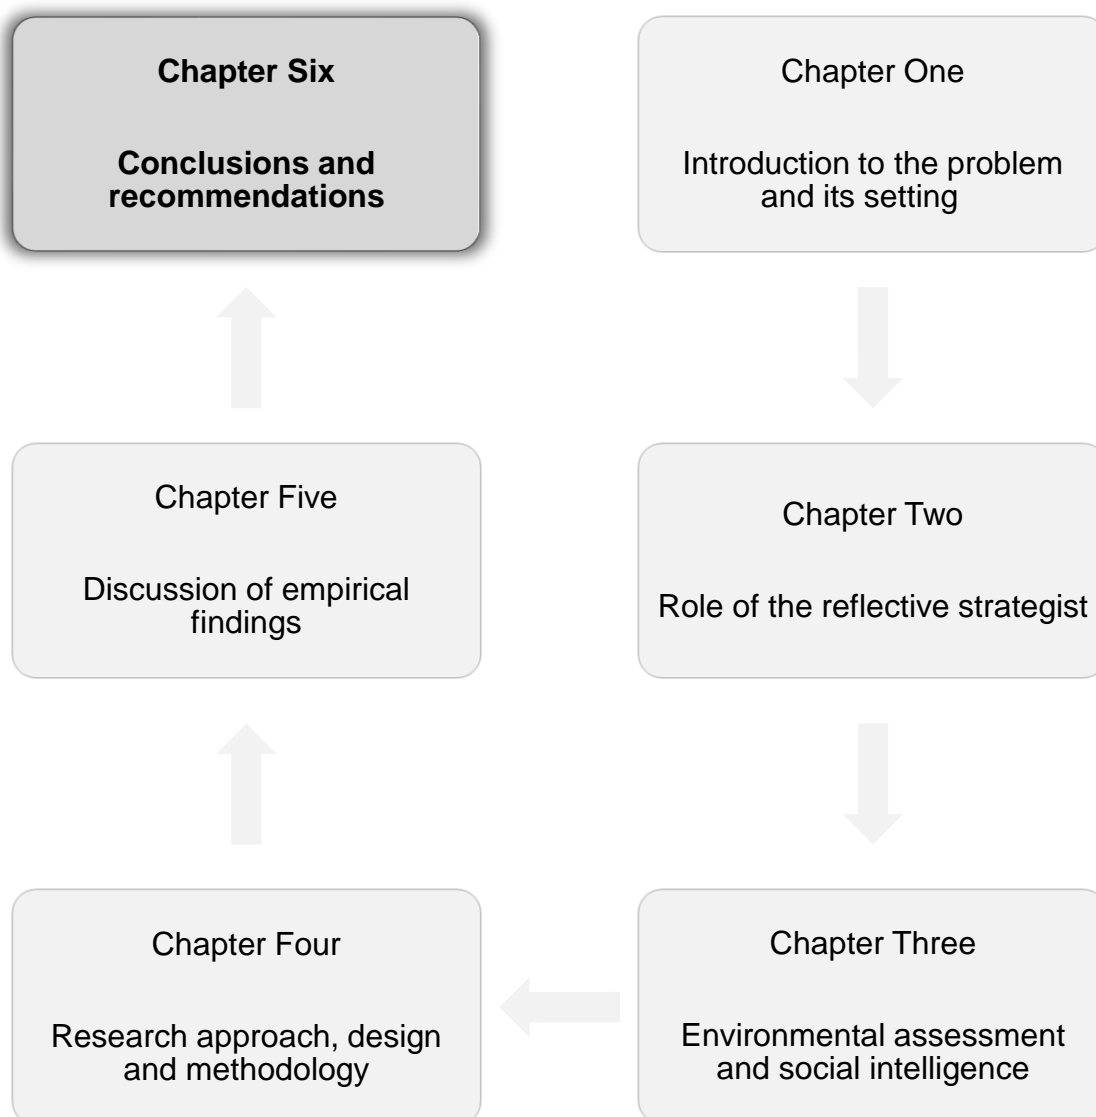 Chapter Six
Conclusions and
recommendations
Chapter One
Introduction to the problem
and its setting
Chapter Five
Discussion of empirical
findings
Chapter Two
Role of the reflective strategist
Chapter Four
Research approach, design
and methodology
Chapter Three
Environmental assessment
and social intelligence